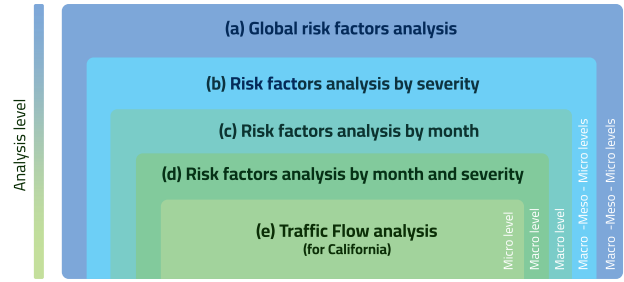 (a) Global risk factors analysis
(b) Risk factors analysis by severity
(c) Risk factors analysis by month
(d) Risk factors analysis by month and severity
(e) Traffic Flow analysis
(for California)
Analysis level
Micro level
Macro level
Macro level
Macro -Meso - Micro levels
Macro -Meso - Micro levels